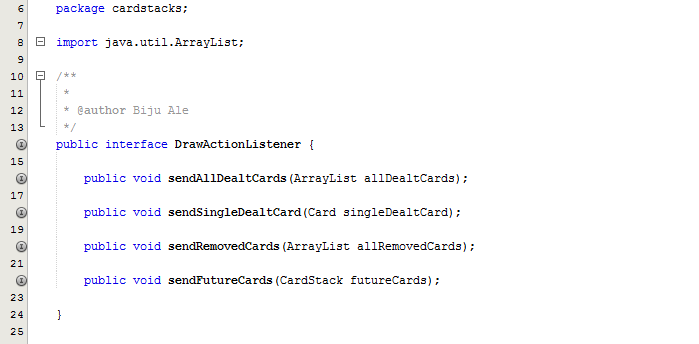 6 package cardstacks;
7
8 import java.util.ArrayList;
9
10 /**
11 *
12 * @author Biju Ale
13 */
public interface DrawActionListener {
15
public void sendAllDealtCards(ArrayList allDealtCards);
17
public void sendSingleDealtCard(Card singleDealtCard);
19
public void sendRemovedCards(ArrayList allRemovedCards);
21
public void sendFutureCards(CardStack futureCards);
23
24 }
25